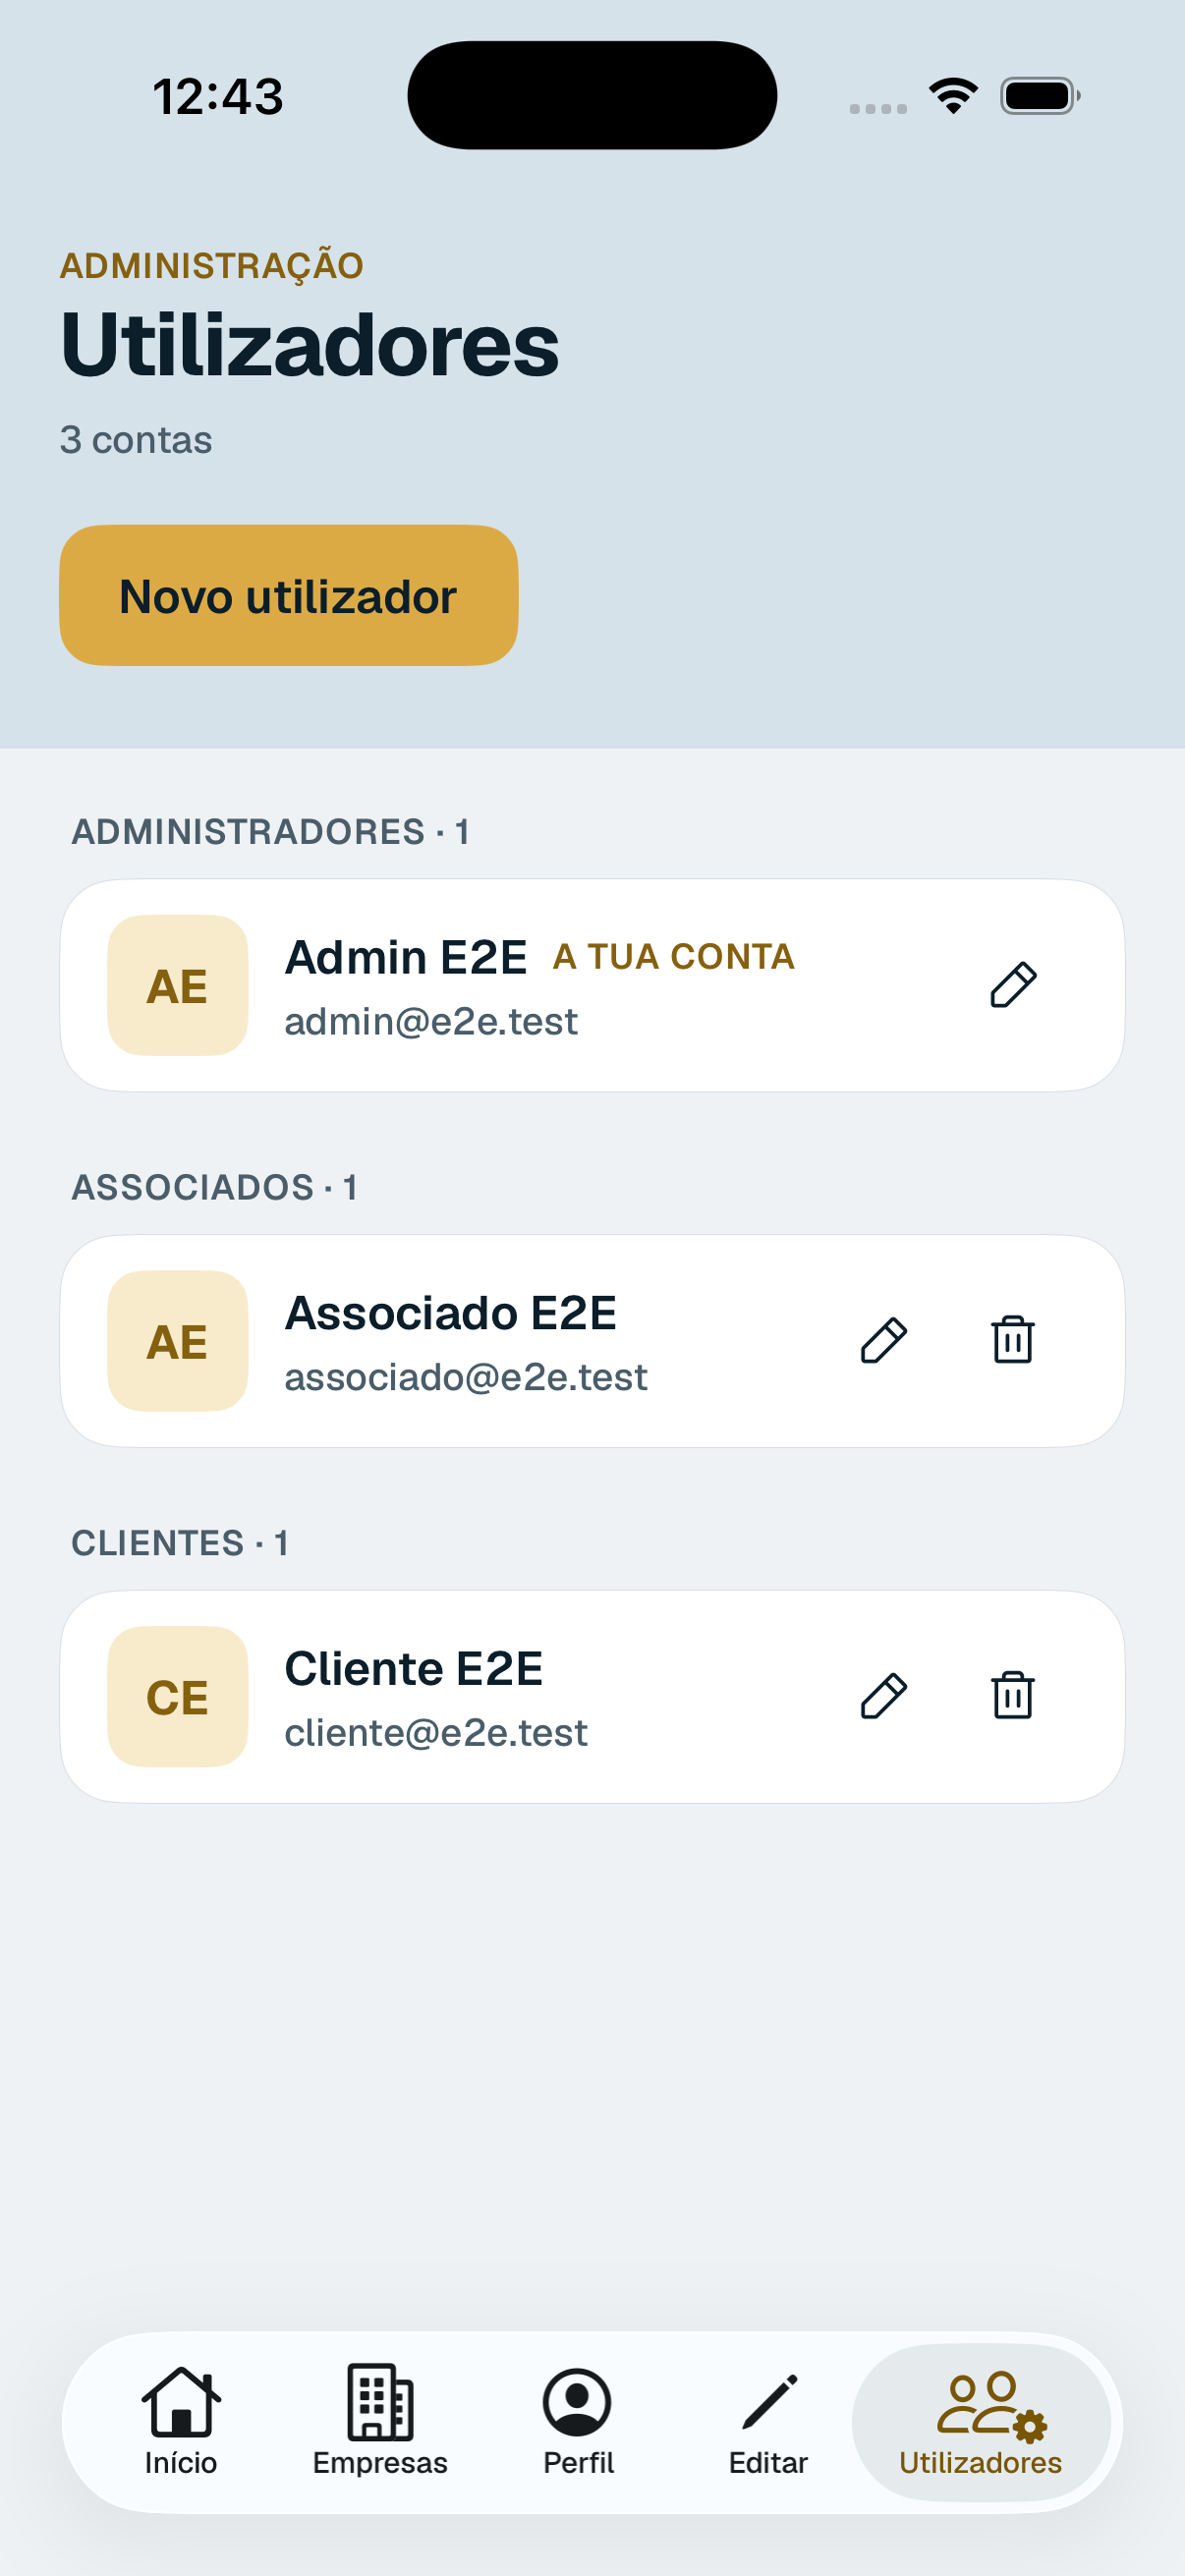 12:43
ADMINISTRAÇÃO
Utilizadores
3 contas
Novo utilizador
ADMINISTRADORES · 1
AE
Admin E2E A TUA CONTA
admin@e2e.test
ASSOCIADOS · 1
AE
Associado E2E
associado@e2e.test
CLIENTES · 1
CE
Cliente E2E
cliente@e2e.test
Início Empresas Perfil Editar Utilizadores